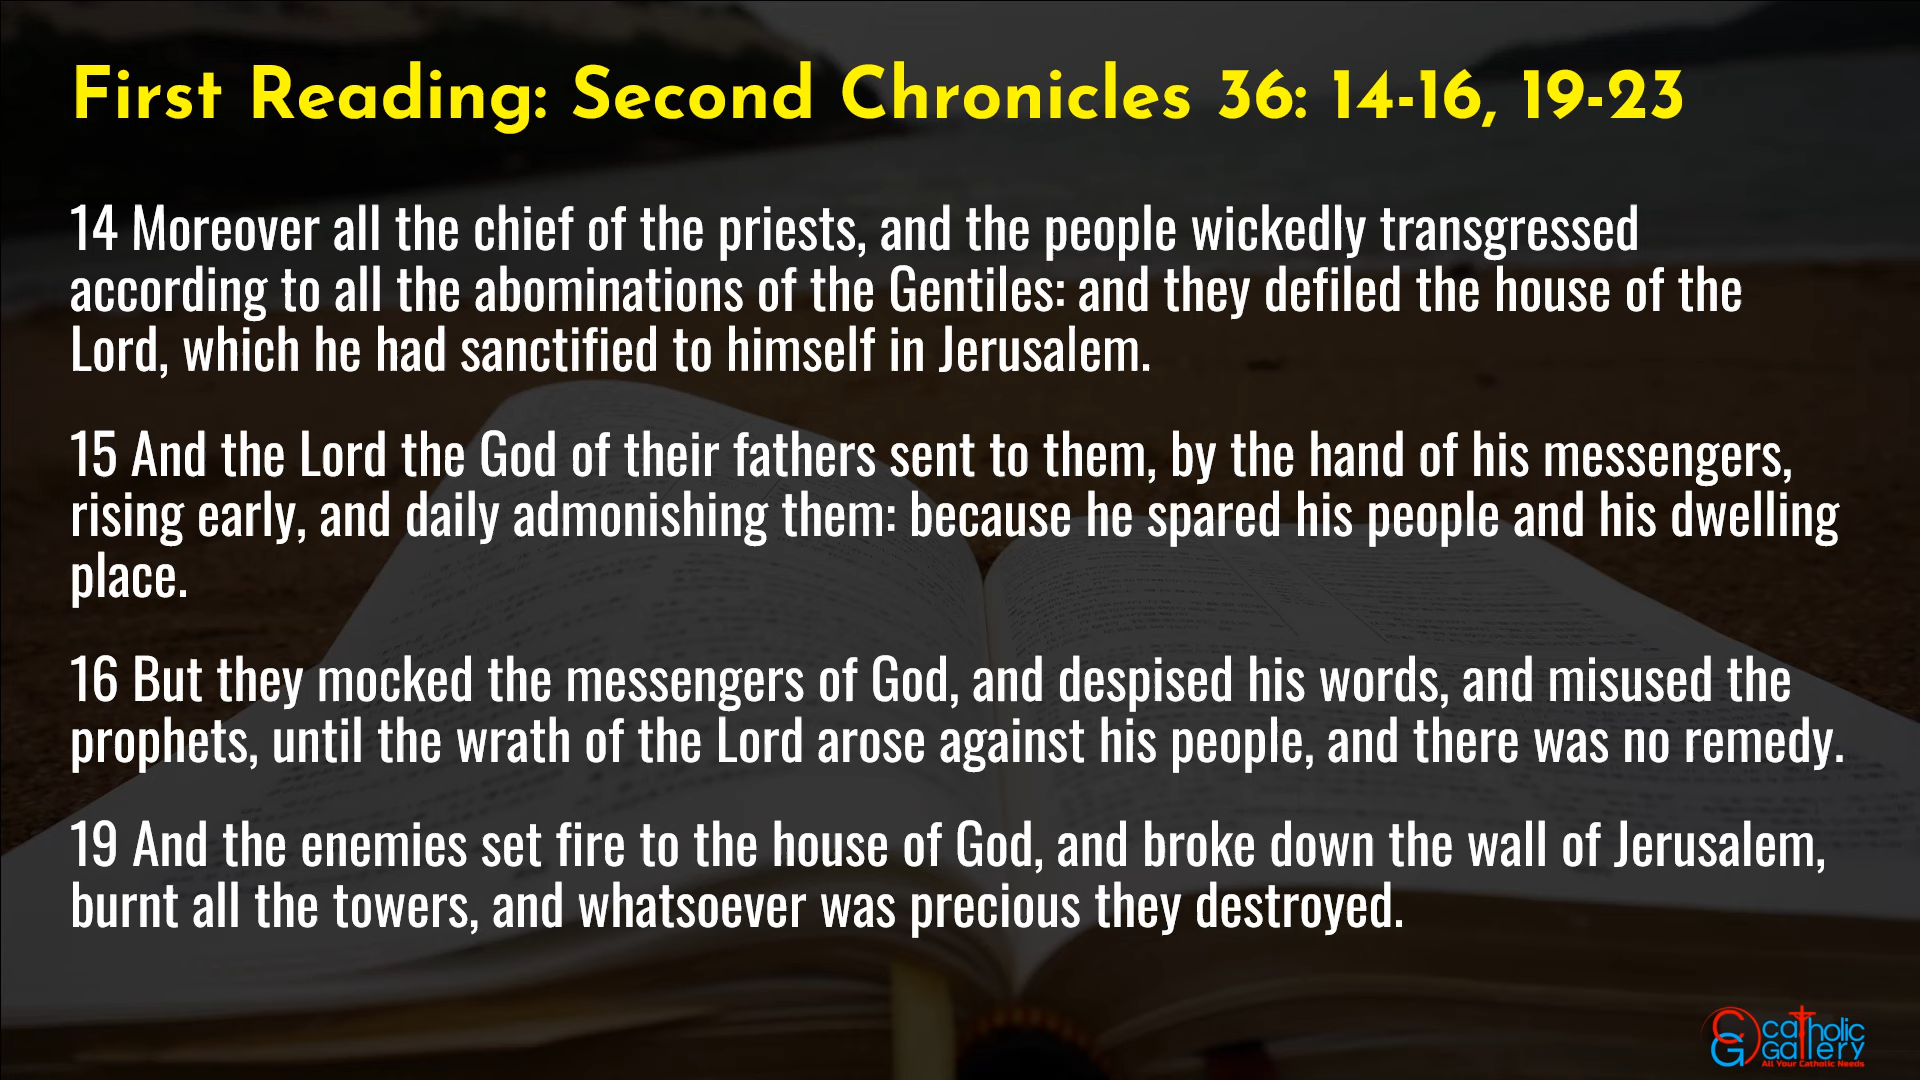 First Reading: Second Chronicles 36: 14-16, 19-23
14 Moreover all the chief of the priests, and the people wickedly transgressed
according to all the abominations of the Gentiles: and they defiled the house of the
Lord, which he had sanctified to himself in Jerusalem.
15 And the Lord the God of their fathers sent to them, by the hand of his messengers,
rising early, and daily admonishing them: because he spared his people and his dwelling
place.
16 But they mocked the messengers of God, and despised his words, and misused the
prophets, until the wrath of the Lord arose against his people, and there was no remedy.
19 And the enemies set fire to the house of God, and broke down the wall of Jerusalem,
burnt all the towers, and whatsoever was precious they destroyed.
CG catholic
Gallery
All Your Catholic Needs